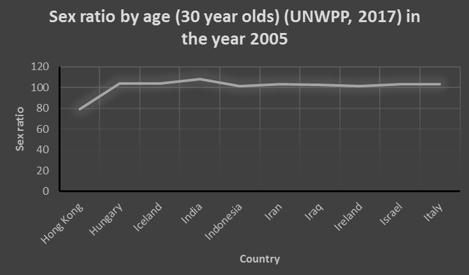 Sex ratio by age (30 year olds) (UNWPP, 2017) in
the year 2005
120
100
80
60
40
20
0
Sex ratio
Hong Kong
Hungary
Iceland
India
Indonesia
Iran
Iraq
Ireland
Israel
Italy
Country